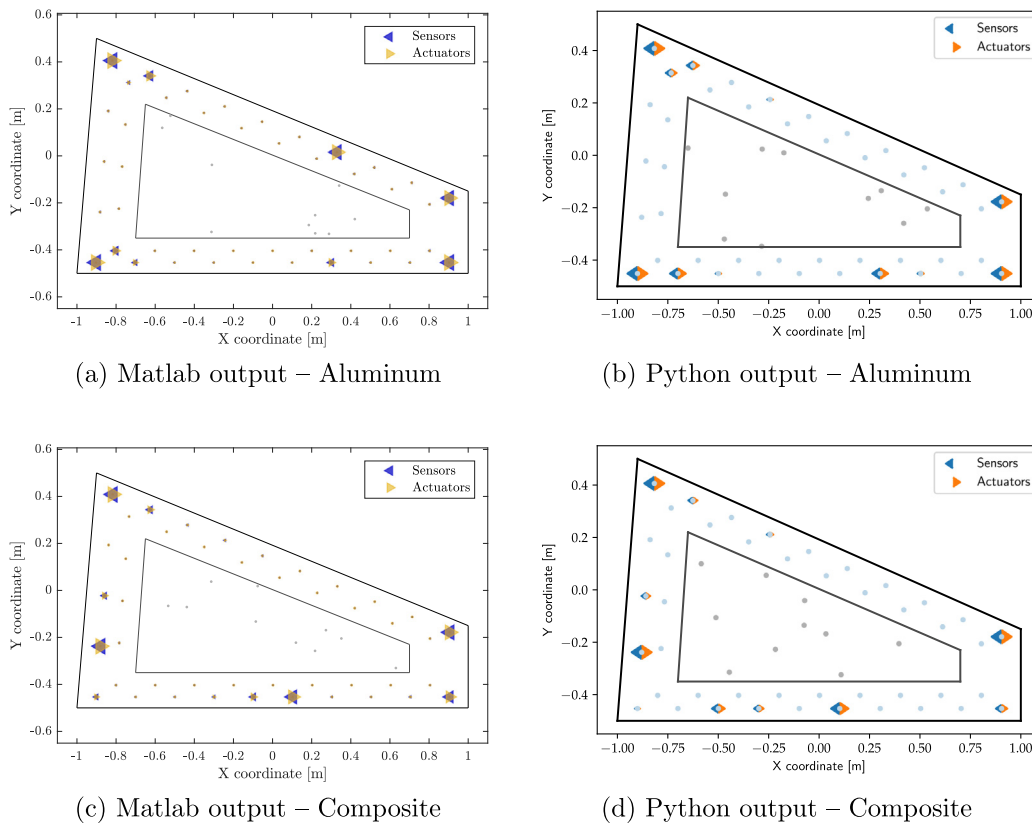 0.6
0.4
0.2
0
-0.2
-0.4
-0.6
Y coordinate [m]
-1 -0.8 -0.6 -0.4 -0.2 0 0.2 0.4 0.6 0.8 1
X coordinate [m]
Sensors
Actuators
(a) Matlab output – Aluminum
0.4
0.2
0.0
−0.2
−0.4
Y coordinate [m]
−1.00 −0.75 −0.50 −0.25 0.00 0.25 0.50 0.75 1.00
X coordinate [m]
Sensors
Actuators
(b) Python output – Aluminum
0.6
0.4
0.2
0
-0.2
-0.4
-0.6
Y coordinate [m]
-1 -0.8 -0.6 -0.4 -0.2 0 0.2 0.4 0.6 0.8 1
X coordinate [m]
Sensors
Actuators
(c) Matlab output – Composite
0.4
0.2
0.0
−0.2
−0.4
Y coordinate [m]
−1.00 −0.75 −0.50 −0.25 0.00 0.25 0.50 0.75 1.00
X coordinate [m]
Sensors
Actuators
(d) Python output – Composite